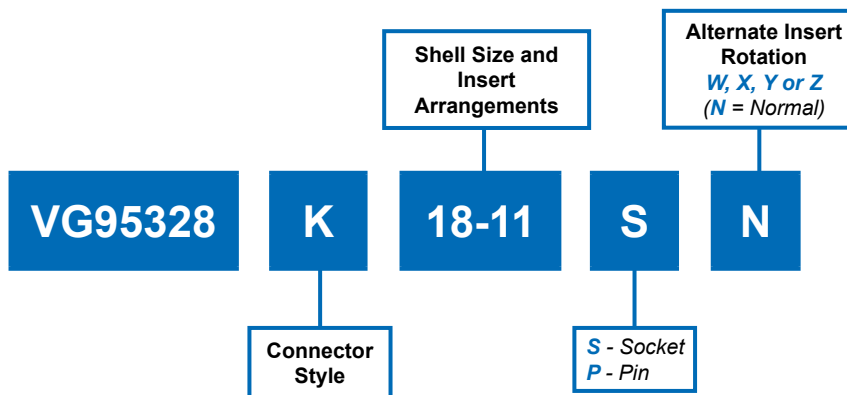 Shell Size and
Insert
Arrangements
Alternate Insert
Rotation
W, X, Y or Z
(N = Normal)
VG95328 K 18-11 S N
Connector
Style
S - Socket
P - Pin